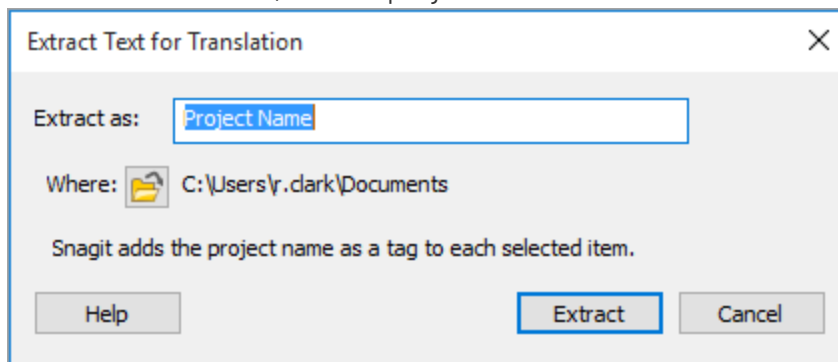 Extract Text for Translation
Extract as: Project Name
Where: C:\Users\r.clark\Documents
Snagit adds the project name as a tag to each selected item.
Help Extract Cancel